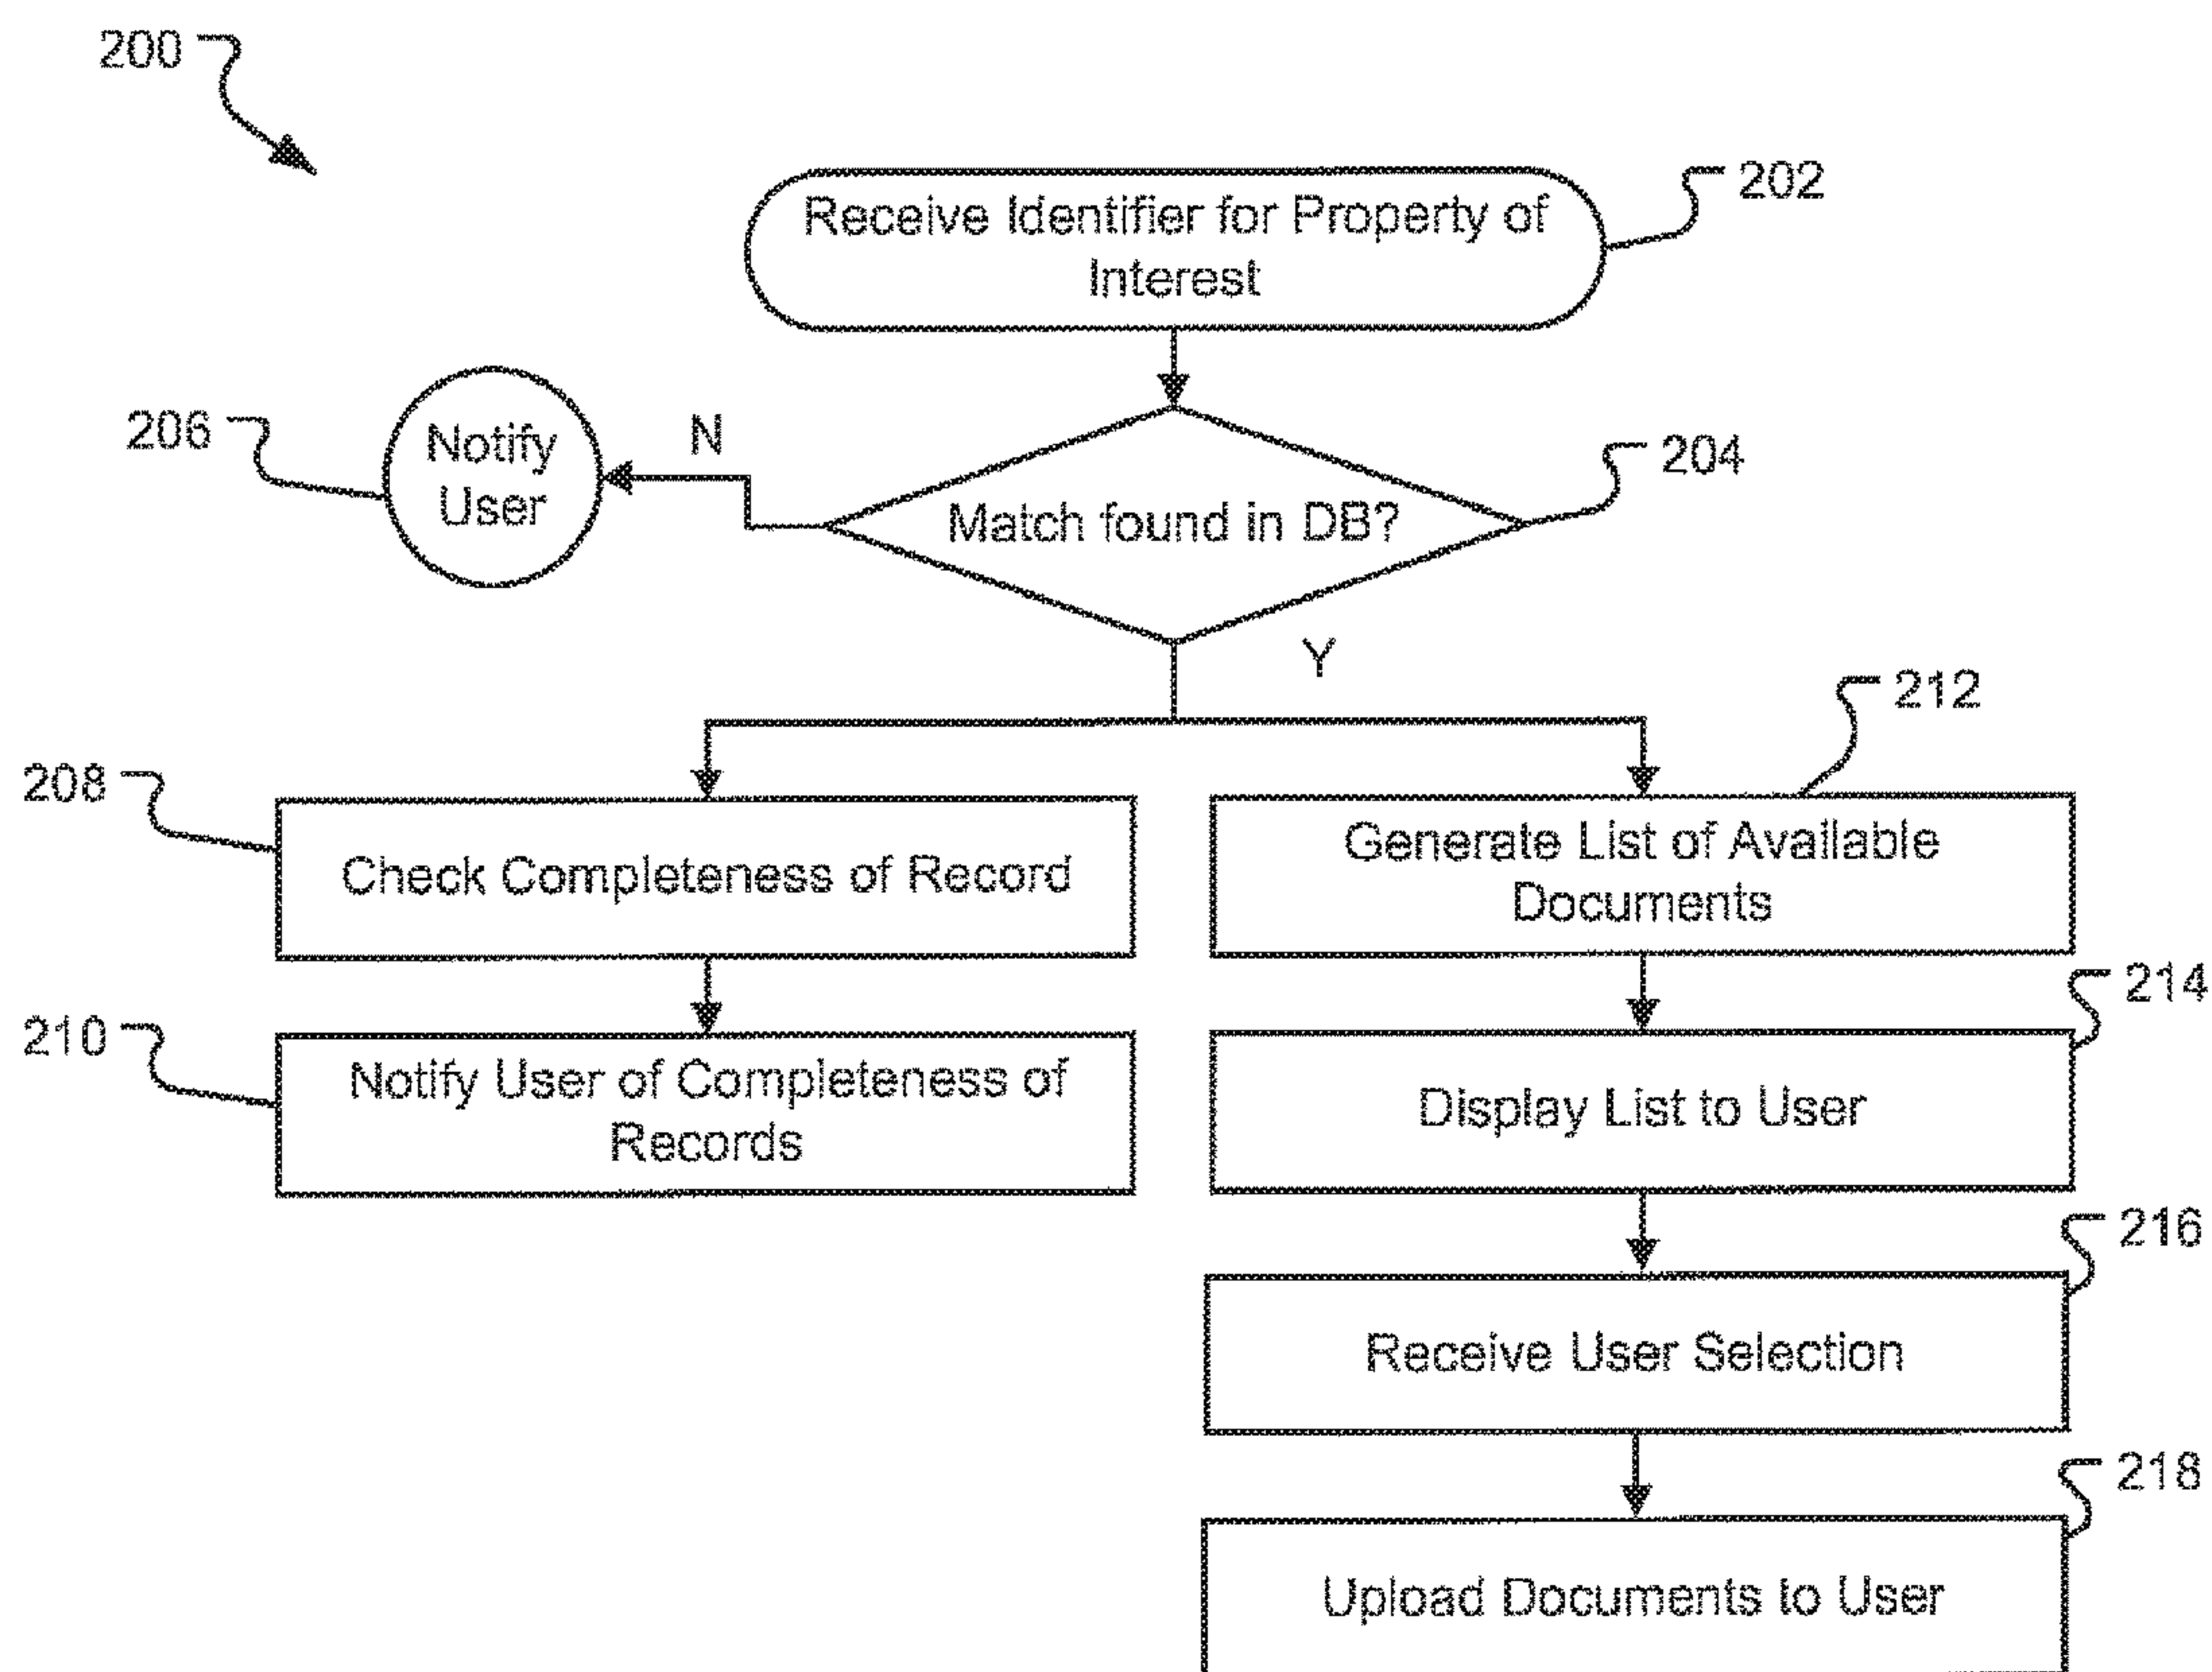 200
202
Receive Identifier for Property of
Interest
206
Notify
User
N
204
Match found in DB?
Y
212
208
Check Completeness of Record
Generate List of Available
Documents
214
210
Notify User of Completeness of
Records
Display List to User
216
Receive User Selection
218
Upload Documents to User